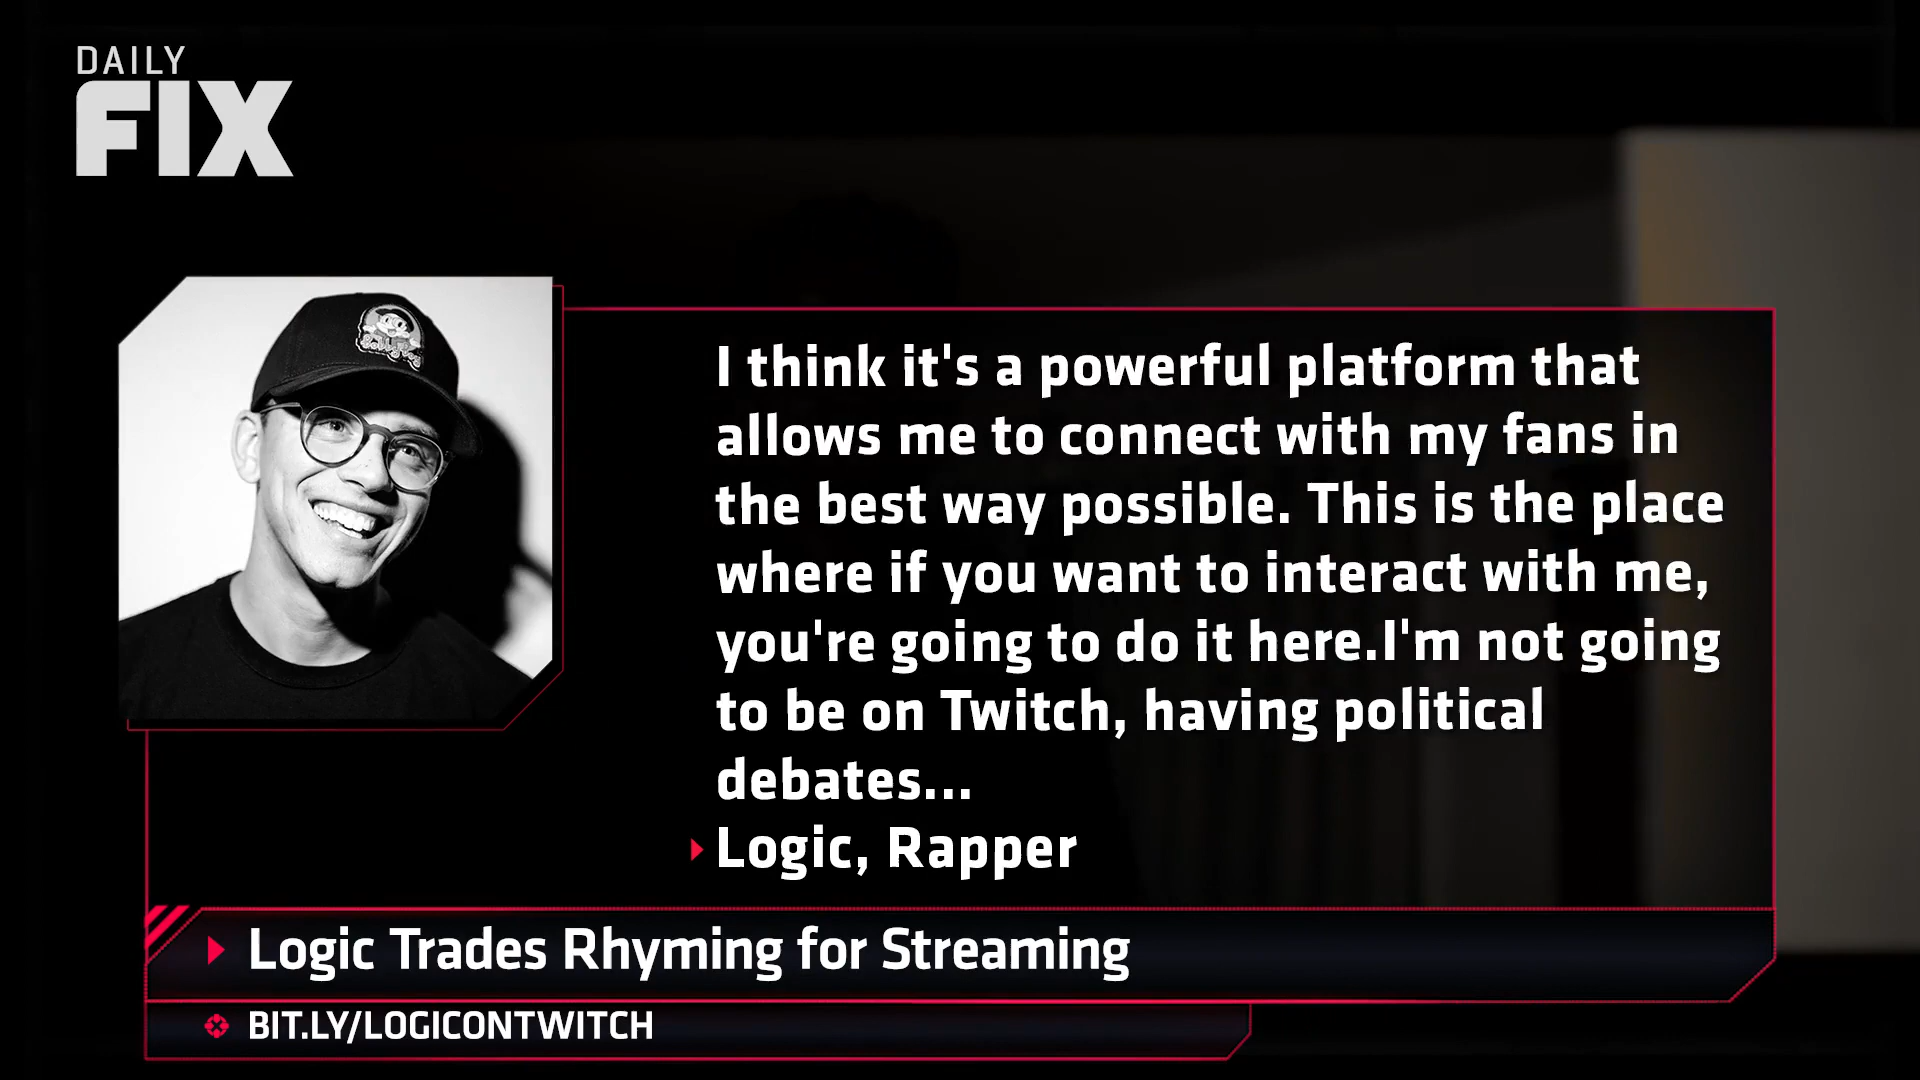 DAILY
FIX
I think it's a powerful platform that
allows me to connect with my fans in
the best way possible. This is the place
where if you want to interact with me,
you're going to do it here.I'm not going
to be on Twitch, having political
debates...
Logic, Rapper
Logic Trades Rhyming for Streaming
BIT.LY/LOGICONTWITCH